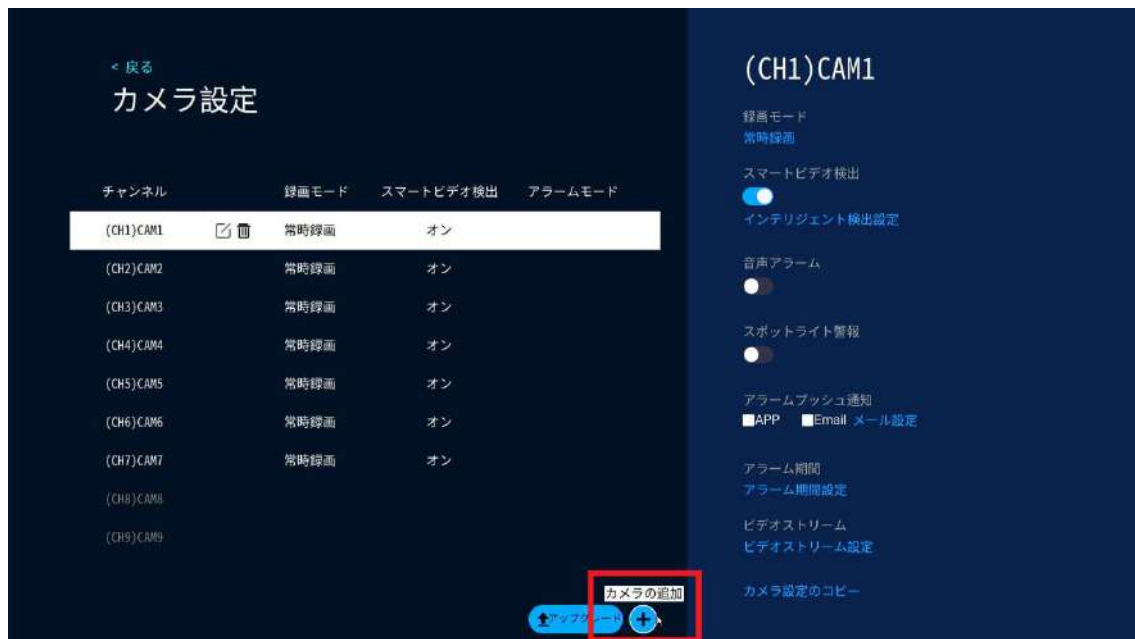 < 戻る
カメラ設定
チャンネル 録画モード スマートビデオ検出 アラームモード
(CH1)CAM1 常時録画 オン
(CH2)CAM2 常時録画 オン
(CH3)CAM3 常時録画 オン
(CH4)CAM4 常時録画 オン
(CH5)CAM5 常時録画 オン
(CH6)CAM6 常時録画 オン
(CH7)CAM7 常時録画 オン
(CH8)CAM8
(CH9)CAM9
カメラの追加
アップグレード
(CH1)CAM1
録画モード
常時録画
スマートビデオ検出
インテリジェント検出設定
音声アラーム
スポットライト警報
アラームプッシュ通知
APP Email メール設定
アラーム期間
アラーム期間設定
ビデオストリーム
ビデオストリーム設定
カメラ設定のコピー